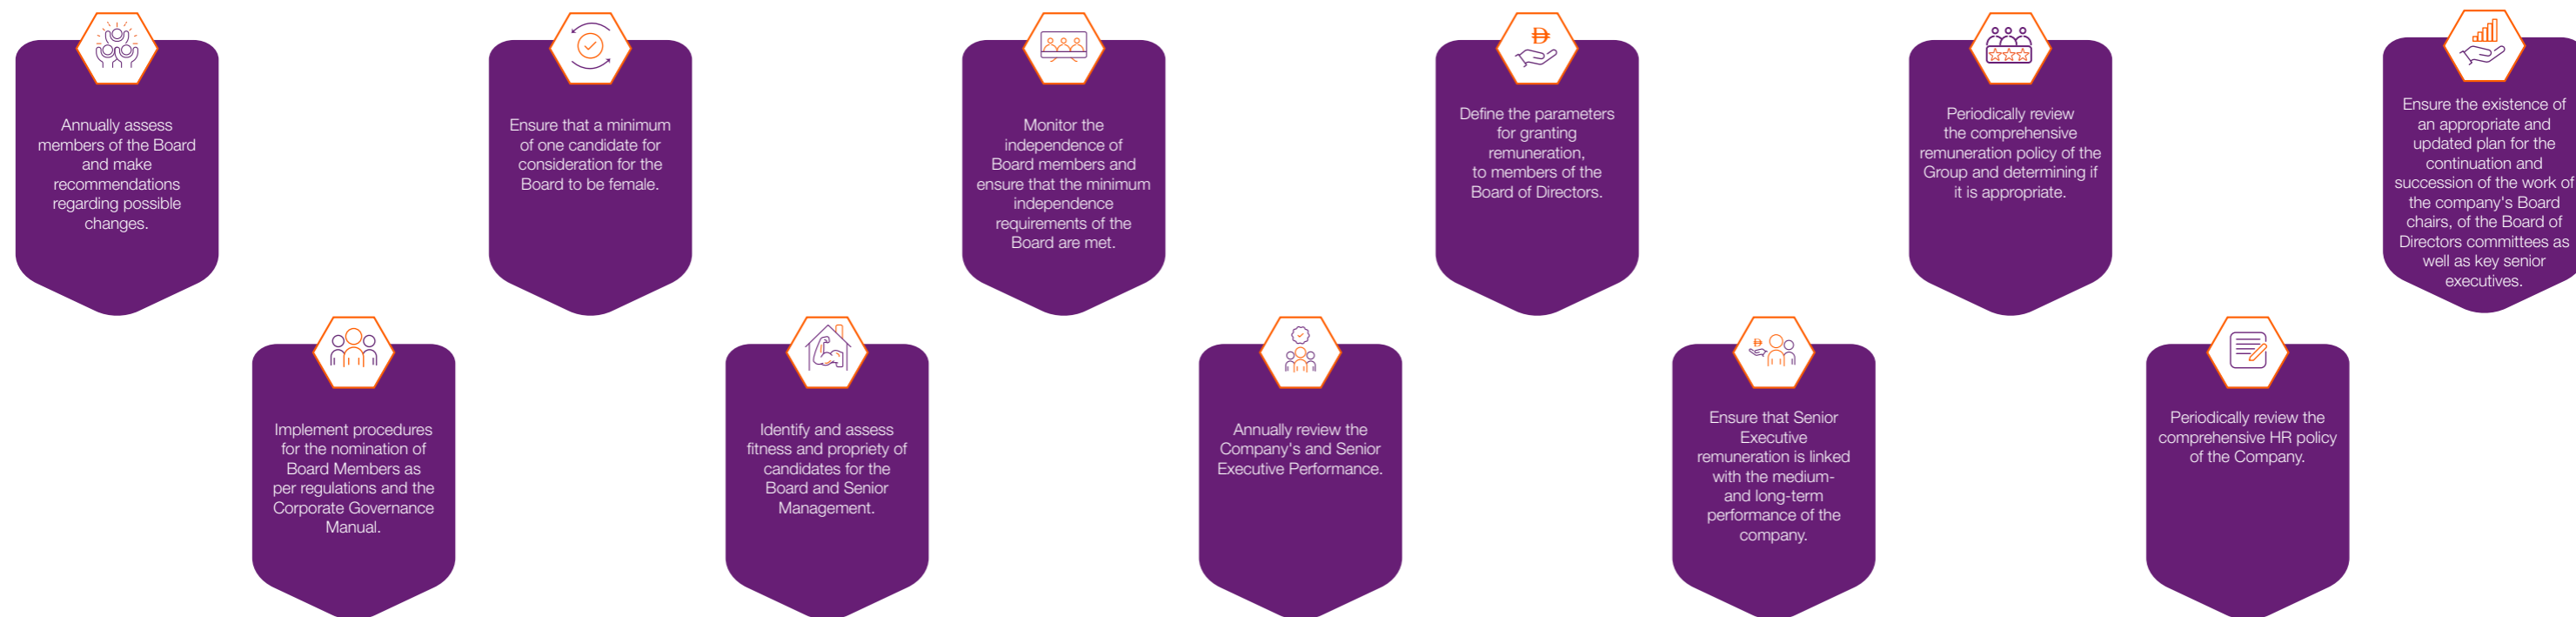 Annually assess
members of the Board
and make
recommendations
regarding possible
changes.
Implement procedures
for the nomination of
Board Members as
per regulations and the
Corporate Governance
Manual.
Ensure that a minimum
of one candidate for
consideration for the
Board to be female.
Identify and assess
fitness and propriety of
candidates for the
Board and Senior
Management.
Monitor the
independence of
Board members and
ensure that the minimum
independence
requirements of the
Board are met.
Annually review the
Company's and Senior
Executive Performance.
Define the parameters
for granting
remuneration,
to members of the
Board of Directors.
Ensure that Senior
Executive
remuneration is linked
with the medium-
and long-term
performance of the
company.
Periodically review
the comprehensive
remuneration policy of the
Group and determining if
it is appropriate.
Periodically review the
comprehensive HR policy
of the Company.
Ensure the existence of
an appropriate and
updated plan for the
continuation and
succession of the work of
the company's Board
chairs, of the Board of
Directors committees as
well as key senior
executives.